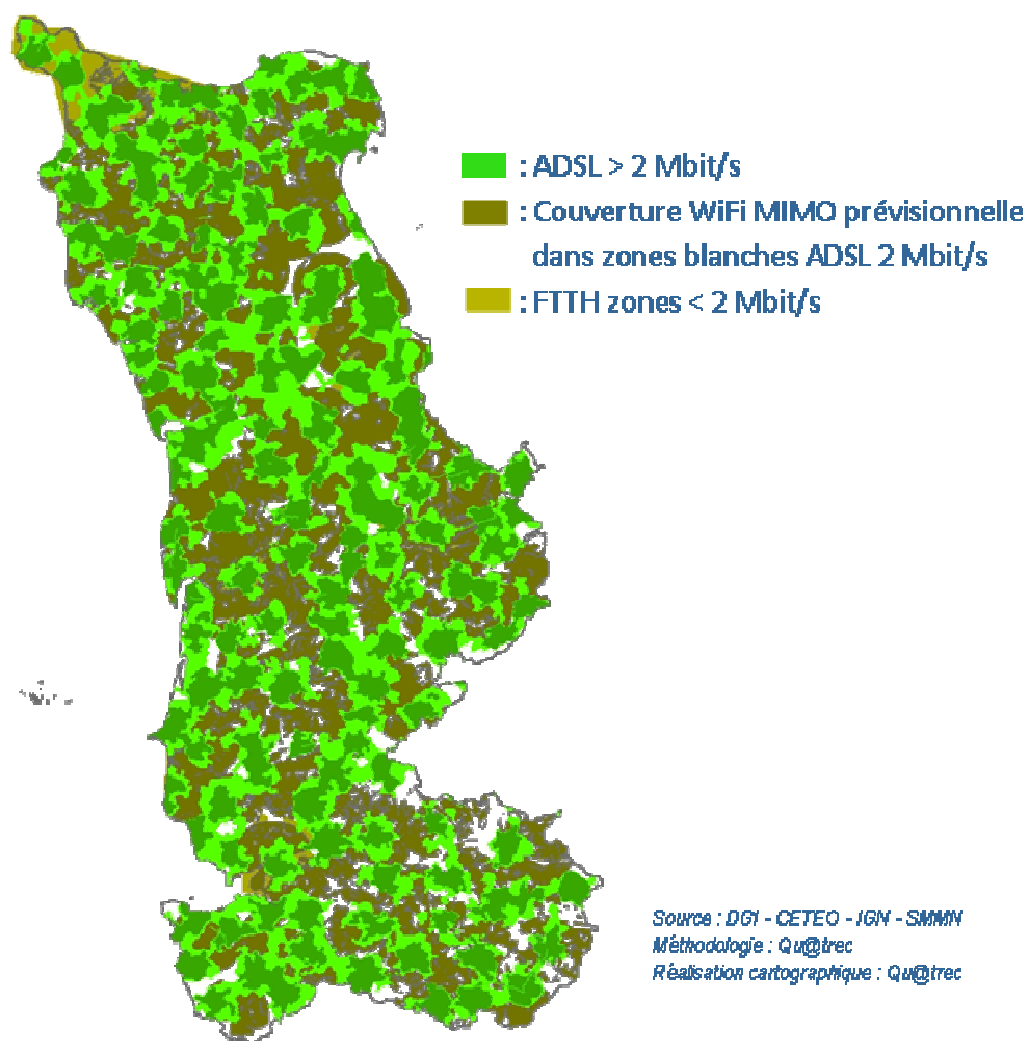 : ADSL > 2 Mbit/s
: Couverture WiFi MIMO prévisionnelle
dans zones blanches ADSL 2 Mbit/s
: FTTH zones < 2 Mbit/s
Source : DGI - CETEO - IGN - SMMN
Méthodologie : Qu@trec
Réalisation cartographique : Qu@trec